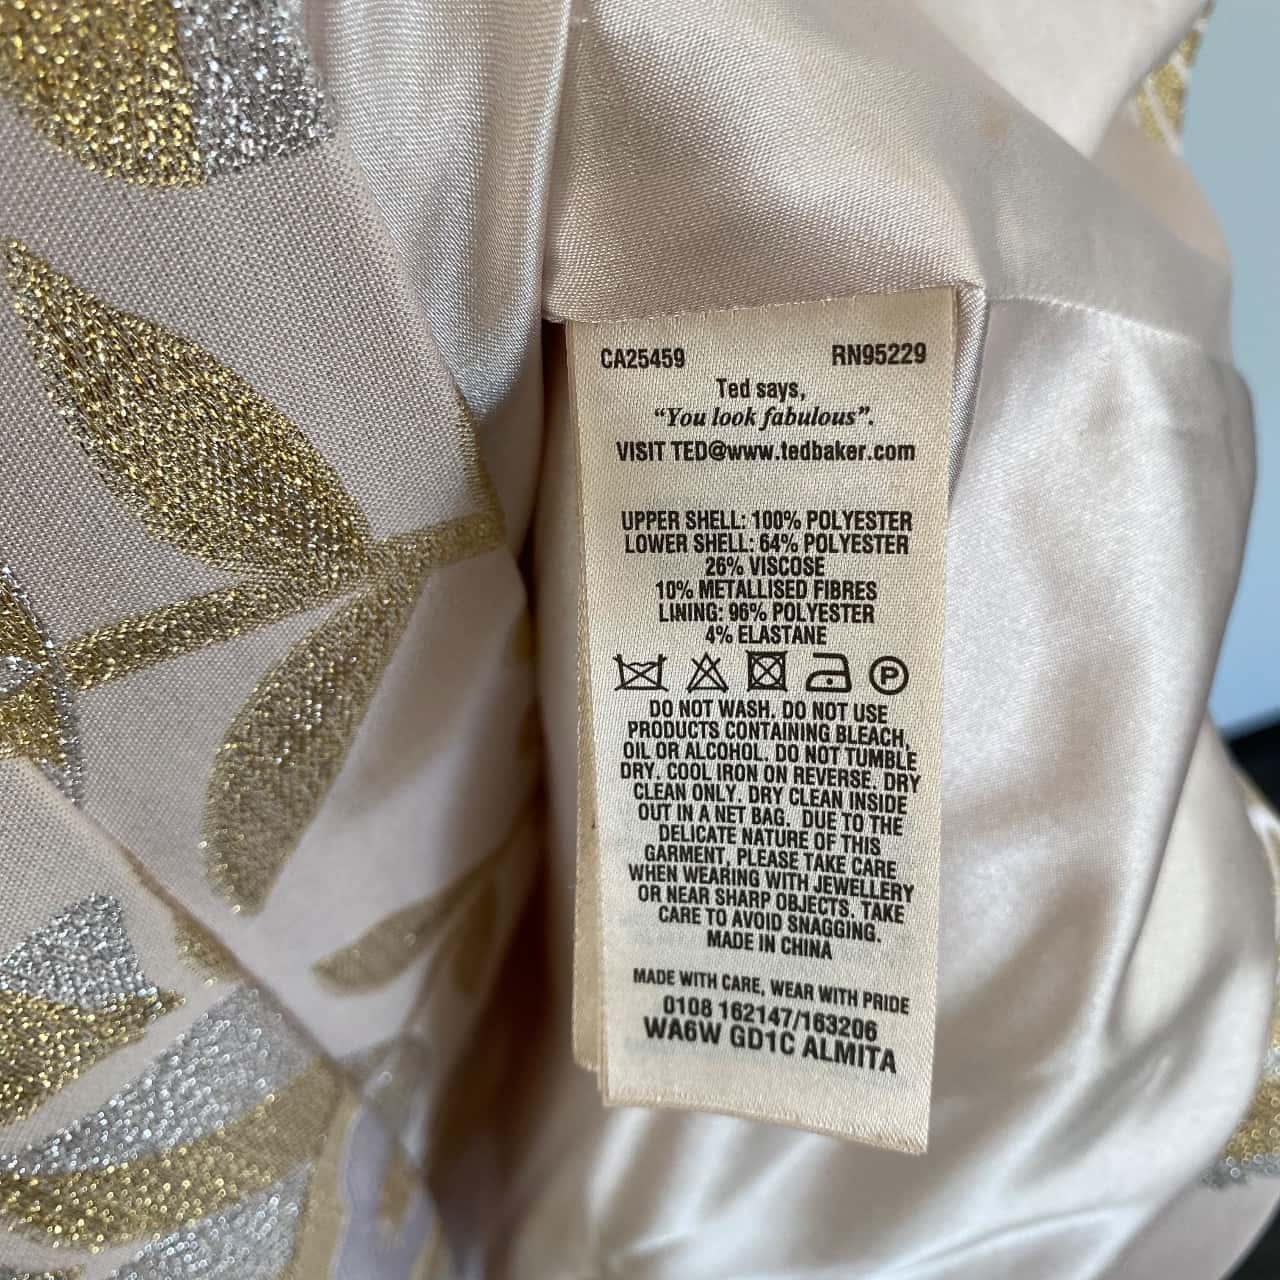 CA25459 RN95229
Ted says,
“You look fabulous”.
VISIT TED@www.tedbaker.com
UPPER SHELL: 100% POLYESTER
LOWER SHELL: 64% POLYESTER
26% VISCOSE
10% METALLISED FIBRES
LINING: 96% POLYESTER
4% ELASTANE
P
DO NOT WASH. DO NOT USE
PRODUCTS CONTAINING BLEACH,
OIL OR ALCOHOL. DO NOT TUMBLE
DRY. COOL IRON ON REVERSE. DRY
CLEAN ONLY. DRY CLEAN INSIDE
OUT IN A NET BAG. DUE TO THE
DELICATE NATURE OF THIS
GARMENT, PLEASE TAKE CARE
WHEN WEARING WITH JEWELLERY
OR NEAR SHARP OBJECTS. TAKE
CARE TO AVOID SNAGGING.
MADE IN CHINA
MADE WITH CARE, WEAR WITH PRIDE
0108 162147/163206
WA6W GD1C ALMITA